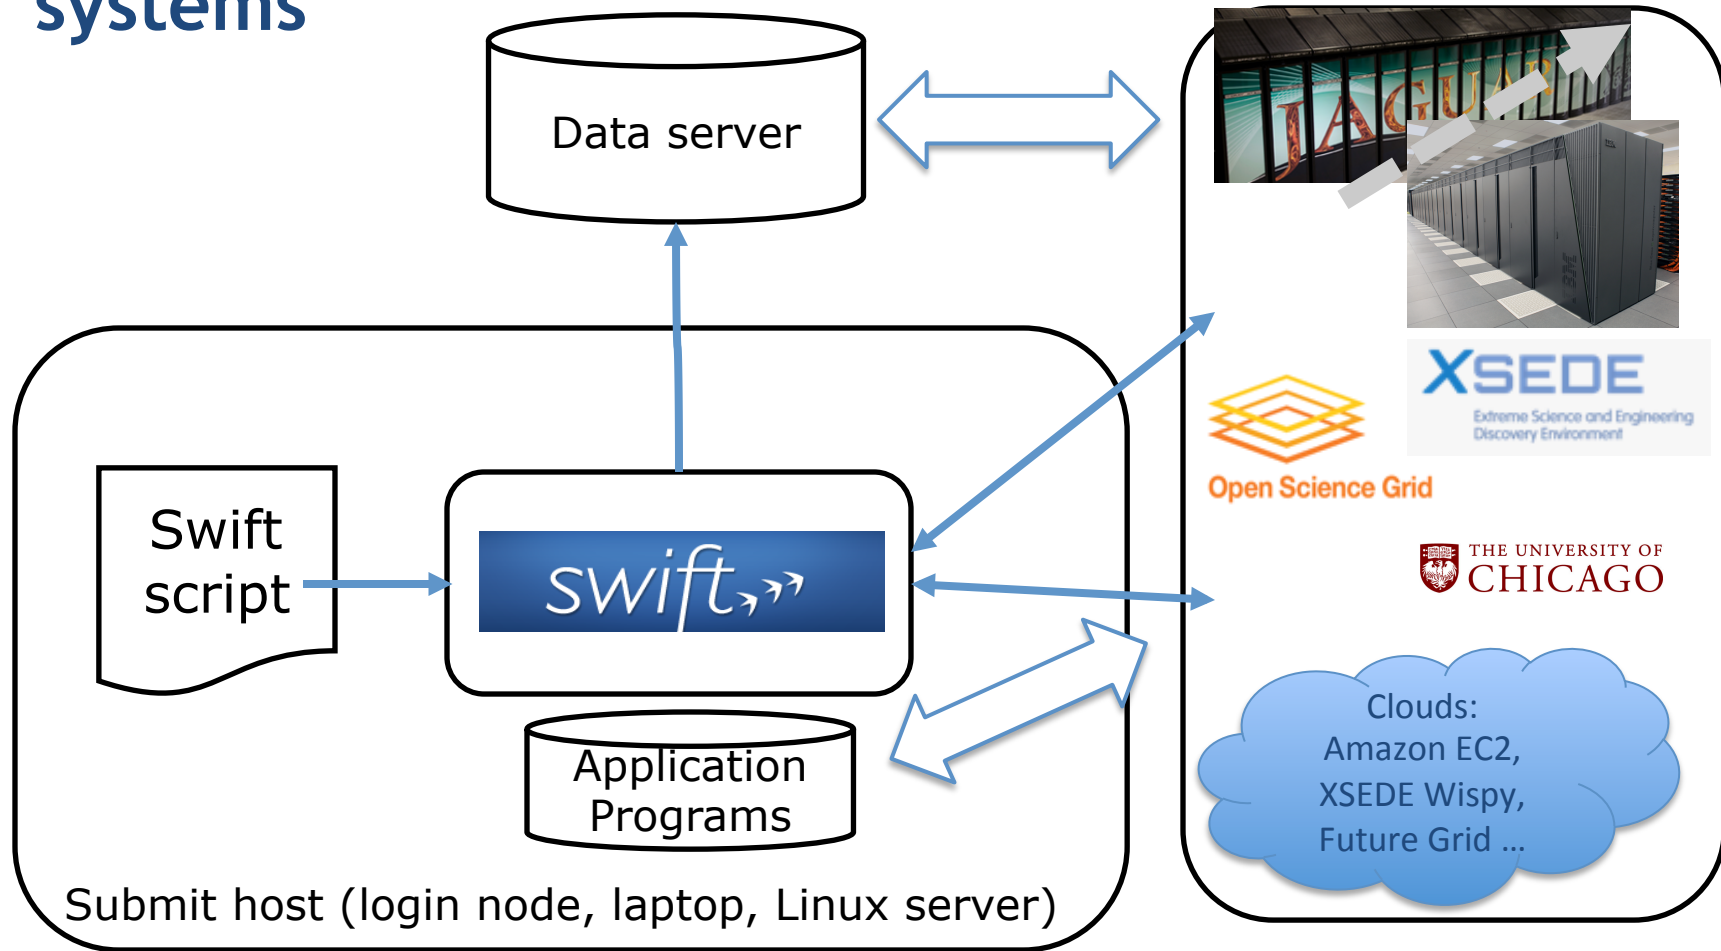 systems
Data server
JAGUAR
IBM
XSEDE
Extreme Science and Engineering
Discovery Environment
Open Science Grid
Swift
script
swift
THE UNIVERSITY OF
CHICAGO
Application
Programs
Clouds:
Amazon EC2,
XSEDE Wispy,
Future Grid ...
Submit host (login node, laptop, Linux server)